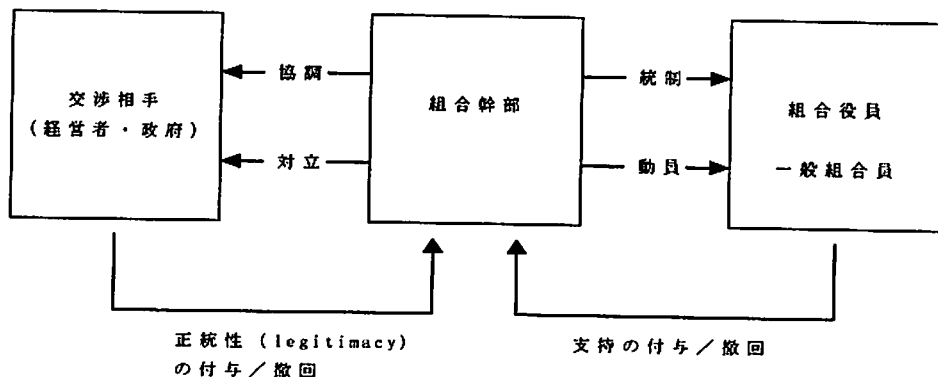 協調
統制
交渉相手
(経営者・政府)
組合幹部
組合役員
対立
動員
一般組合員
正統性 (legitimacy)
の付与／撤回
支持の付与／撤回